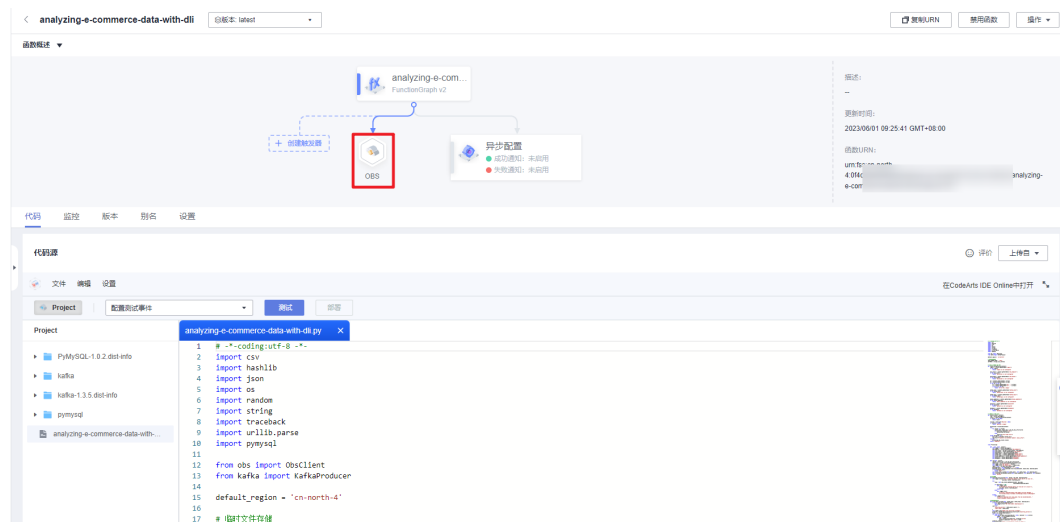 analyzing-e-commerce-data-with-dli
版本: latest
复制URN
禁用函数
操作
函数概述
analyzing-e-com...
FunctionGraph v2
+ 创建触发器
OBS
异步配置
成功通知：未启用
失败通知：未启用
描述：
--
更新时间：
2023/06/01 09:25:41 GMT+08:00
函数URN：
analyzing-
e-com
代码 监控 版本 别名 设置
代码源
评价
上传自
文件 编辑 设置
在CodeArts IDE Online中打开
Project
配置测试事件
测试
部署
Project
analyzing-e-commerce-data-with-dli.py
PyMySQL-1.0.2.dist-info
kafka
kafka-1.3.5.dist-info
pymysql
analyzing-e-commerce-data-with-...
1 # -*-coding:utf-8 -*-
2 import csv
3 import hashlib
4 import json
5 import os
6 import random
7 import string
8 import traceback
9 import urllib.parse
10 import pymysql
11
12 from obs import ObsClient
13 from kafka import KafkaProducer
14
15 default_region = 'cn-north-4'
16
17 # 临时文件存储